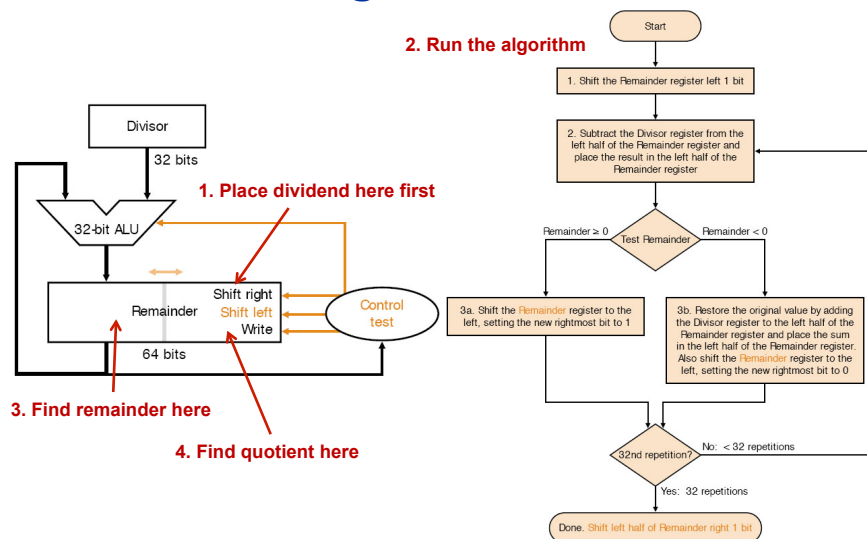 2. Run the algorithm
Start
1. Shift the Remainder register left 1 bit
2. Subtract the Divisor register from the
left half of the Remainder register and
place the result in the left half of the
Remainder register
Remainder ≥ 0
Test Remainder
Remainder < 0
3a. Shift the Remainder register to the
left, setting the new rightmost bit to 1
3b. Restore the original value by adding
the Divisor register to the left half of the
Remainder register and place the sum
in the left half of the Remainder register.
Also shift the Remainder register to the
left, setting the new rightmost bit to 0
32nd repetition?
No: < 32 repetitions
Yes: 32 repetitions
Done. Shift left half of Remainder right 1 bit
Divisor
32 bits
1. Place dividend here first
32-bit ALU
Remainder
Shift right
Shift left
Write
Control
test
64 bits
3. Find remainder here
4. Find quotient here